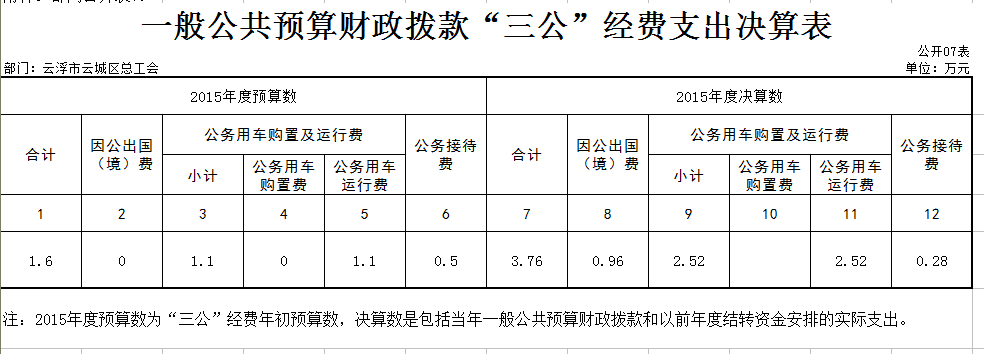 一般公共预算财政拨款“三公”经费支出决算表
公开07表
部门：云浮市云城区总工会 单位：万元
2015年度预算数 2015年度决算数
合计 因公出国（境）费 公务用车购置及运行费 公务接待费 合计 因公出国（境）费 公务用车购置及运行费 公务接待费
小计 公务用车购置费 公务用车运行费 小计 公务用车购置费 公务用车运行费
1 2 3 4 5 6 7 8 9 10 11 12
1.6 0 1.1 0 1.1 0.5 3.76 0.96 2.52 2.52 0.28
注：2015年度预算数为“三公”经费年初预算数，决算数是包括当年一般公共预算财政拨款和以前年度结转资金安排的实际支出。